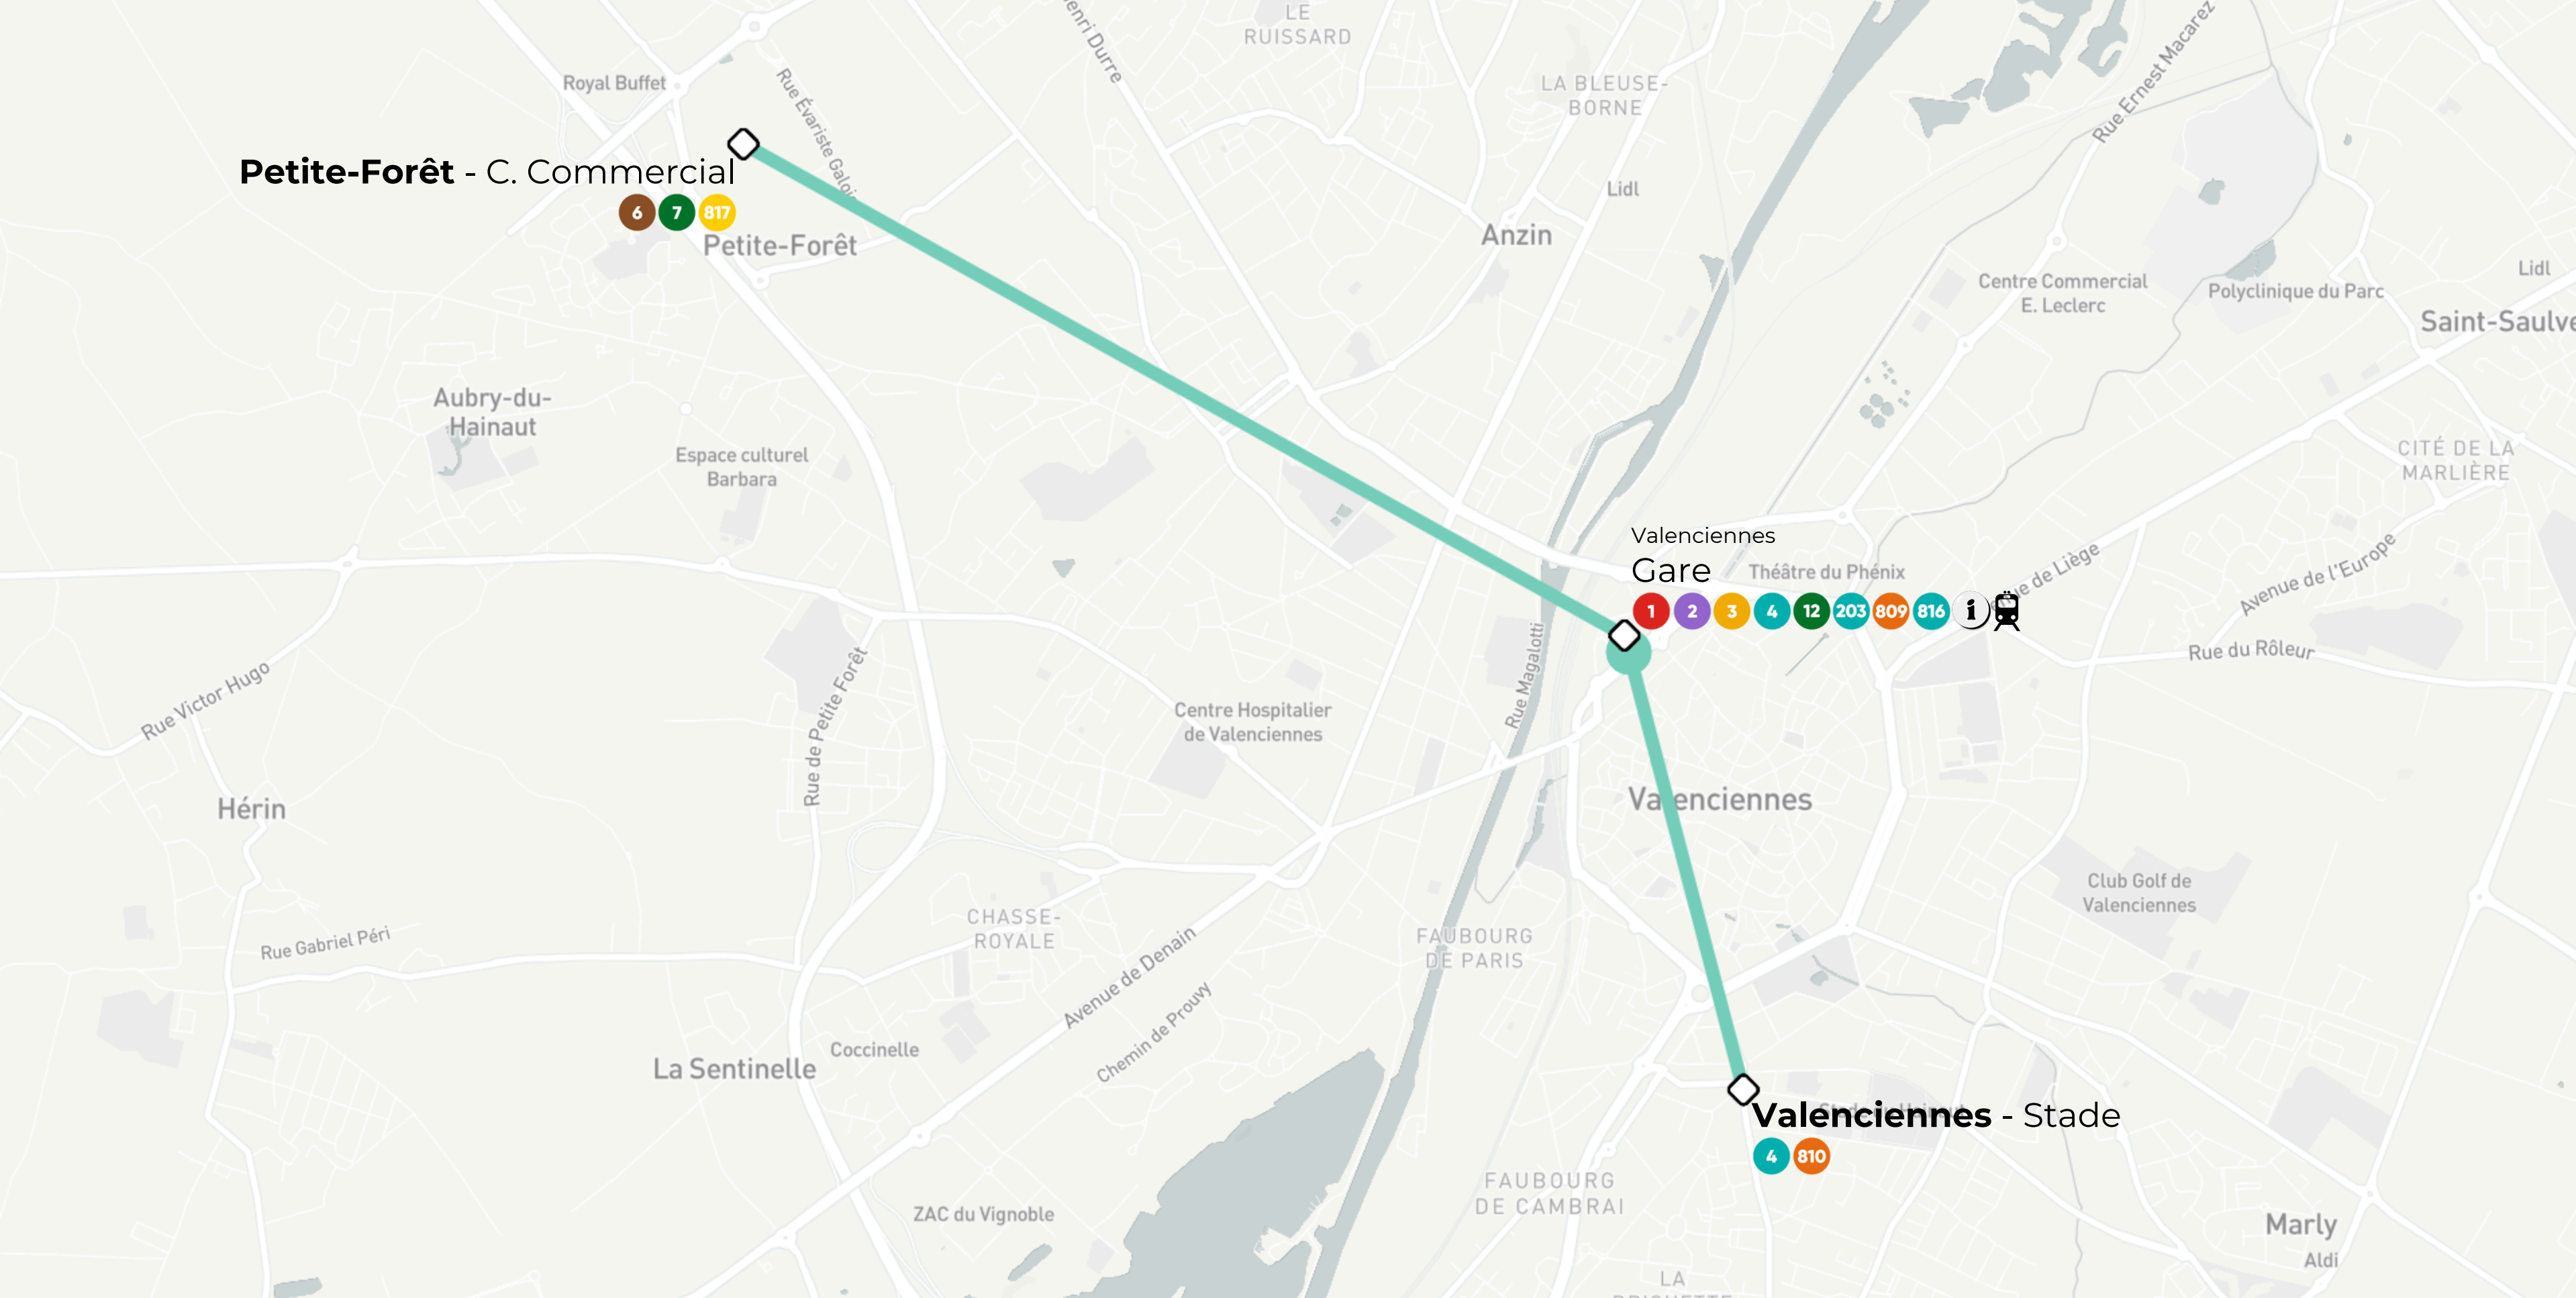 LE
RUISSARD
enri Durre
Royal Buffet
Rue Évariste Galoi
LA BLEUSE-
BORNE
Rue Ernest Macarez
Petite-Forêt - C. Commercial
6 7 817
Petite-Forêt
Lidl
Anzin
Centre Commercial
E. Leclerc
Polyclinique du Parc
Lidl
Saint-Saulve
Aubry-du-
Hainaut
Espace culturel
Barbara
CITÉ DE LA
MARLIÈRE
Valenciennes
Gare
Théâtre du Phénix
1 2 3 4 12 203 809 816 i
e de Liège
Avenue de l'Europe
Rue du Rôleur
Rue Magalotti
Rue Victor Hugo
Rue de Petite Forêt
Centre Hospitalier
de Valenciennes
Hérin
Valenciennes
Club Golf de
Valenciennes
CHASSE-
ROYALE
FAUBOURG
DE PARIS
Rue Gabriel Péri
Avenue de Denain
Chemin de Prouvy
La Sentinelle
Coccinelle
Valenciennes - Stade
4 810
FAUBOURG
DE CAMBRAI
ZAC du Vignoble
Marly
Aldi
LA